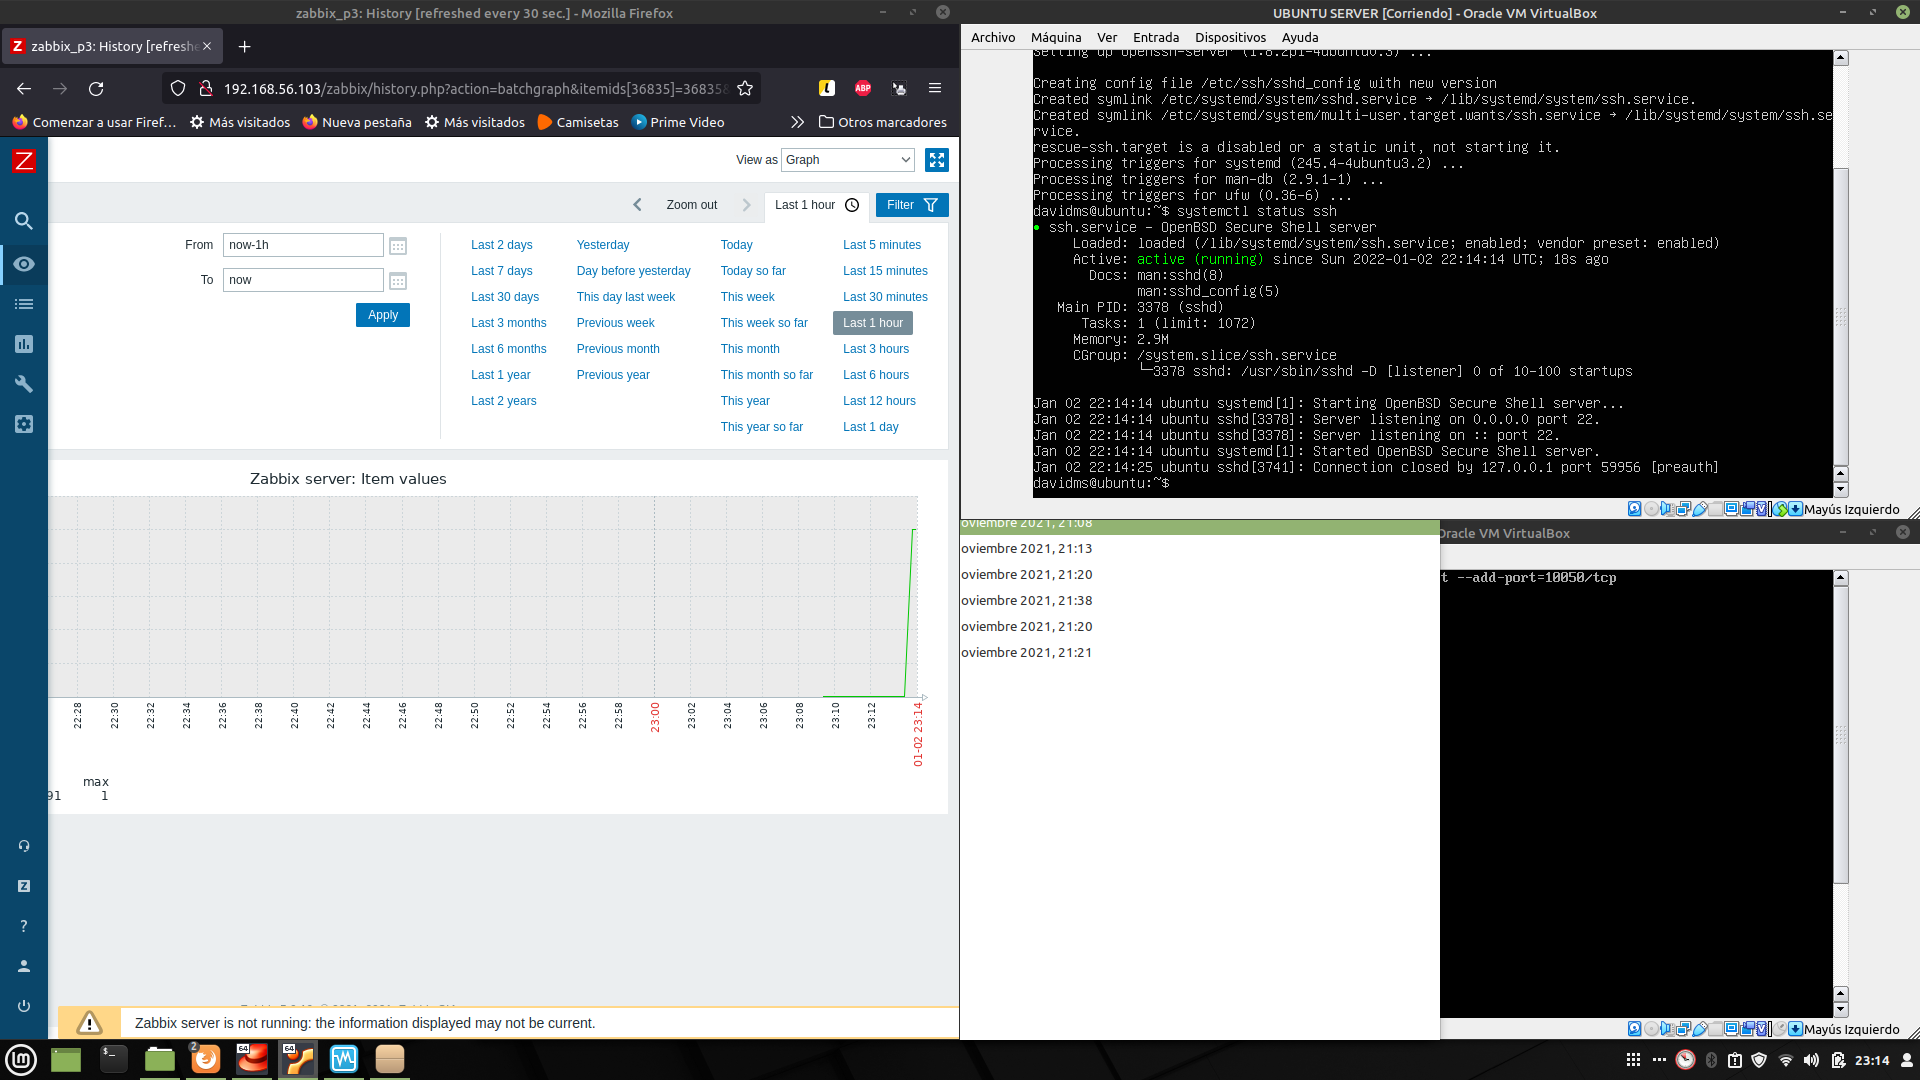 zabbix_p3: History [refreshed every 30 sec.] - Mozilla Firefox
zabbix_p3: History [refreshe
192.168.56.103/zabbix/history.php?action=batchgraph&itemids[36835]=36835&
ABP
Comenzar a usar Firef...
Más visitados
Nueva pestaña
Más visitados
Camisetas
Prime Video
Otros marcadores
View as
Graph
Zoom out
Last 1 hour
Filter
From
now-1h
To
now
Apply
Last 2 days
Yesterday
Today
Last 5 minutes
Last 7 days
Day before yesterday
Today so far
Last 15 minutes
Last 30 days
This day last week
This week
Last 30 minutes
Last 3 months
Previous week
This week so far
Last 1 hour
Last 6 months
Previous month
This month
Last 3 hours
Last 1 year
Previous year
This month so far
Last 6 hours
Last 2 years
This year
Last 12 hours
This year so far
Last 1 day
Zabbix server: Item values
22:28
22:30
22:32
22:34
22:36
22:38
22:40
22:42
22:44
22:46
22:48
22:50
22:52
22:54
22:56
22:58
23:00
23:02
23:04
23:06
23:08
23:10
23:12
01-02 23:14
max
91 1
Zabbix server is not running: the information displayed may not be current.
UBUNTU SERVER [Corriendo] - Oracle VM VirtualBox
Archivo Máquina Ver Entrada Dispositivos Ayuda
Setting up openssh-server (1:8.2p1-4ubuntu0.3) ...
Creating config file /etc/ssh/sshd_config with new version
Created symlink /etc/systemd/system/sshd.service → /lib/systemd/system/ssh.service.
Created symlink /etc/systemd/system/multi-user.target.wants/ssh.service → /lib/systemd/system/ssh.se
rvice.
rescue-ssh.target is a disabled or a static unit, not starting it.
Processing triggers for systemd (245.4-4ubuntu3.2) ...
Processing triggers for man-db (2.9.1-1) ...
Processing triggers for ufw (0.36-6) ...
davidms@ubuntu:~$ systemctl status ssh
● ssh.service - OpenBSD Secure Shell server
Loaded: loaded (/lib/systemd/system/ssh.service; enabled; vendor preset: enabled)
Active: active (running) since Sun 2022-01-02 22:14:14 UTC; 18s ago
Docs: man:sshd(8)
man:sshd_config(5)
Main PID: 3378 (sshd)
Tasks: 1 (limit: 1072)
Memory: 2.9M
CGroup: /system.slice/ssh.service
└─3378 sshd: /usr/sbin/sshd -D [listener] 0 of 10-100 startups
Jan 02 22:14:14 ubuntu systemd[1]: Starting OpenBSD Secure Shell server...
Jan 02 22:14:14 ubuntu sshd[3378]: Server listening on 0.0.0.0 port 22.
Jan 02 22:14:14 ubuntu sshd[3378]: Server listening on :: port 22.
Jan 02 22:14:14 ubuntu systemd[1]: Started OpenBSD Secure Shell server.
Jan 02 22:14:25 ubuntu sshd[3741]: Connection closed by 127.0.0.1 port 59956 [preauth]
davidms@ubuntu:~$
Mayús Izquierdo
oviembre 2021, 21:08
oviembre 2021, 21:13
oviembre 2021, 21:20
oviembre 2021, 21:38
oviembre 2021, 21:20
oviembre 2021, 21:21
Oracle VM VirtualBox
t --add-port=10050/tcp
Mayús Izquierdo
2
64
64
23:14